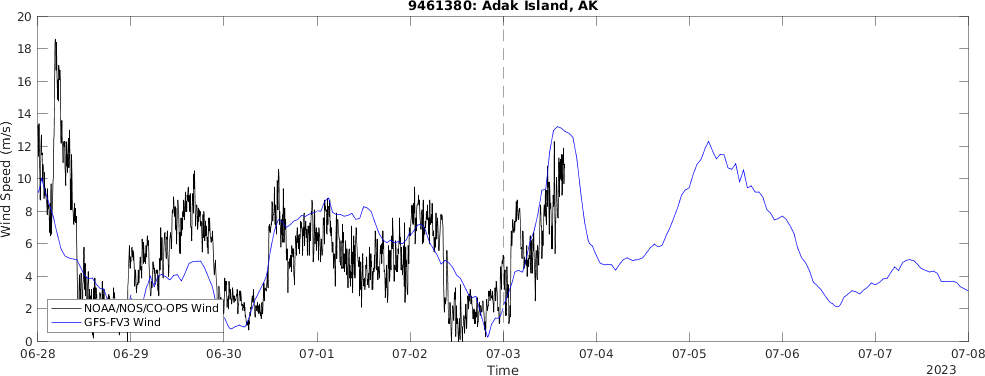 9461380: Adak Island, AK
Wind Speed (m/s)
20
18
16
14
12
10
8
6
4
2
0
NOAA/NOS/CO-OPS Wind
GFS-FV3 Wind
06-28 06-29 06-30 07-01 07-02 07-03 07-04 07-05 07-06 07-07 07-08
Time
2023